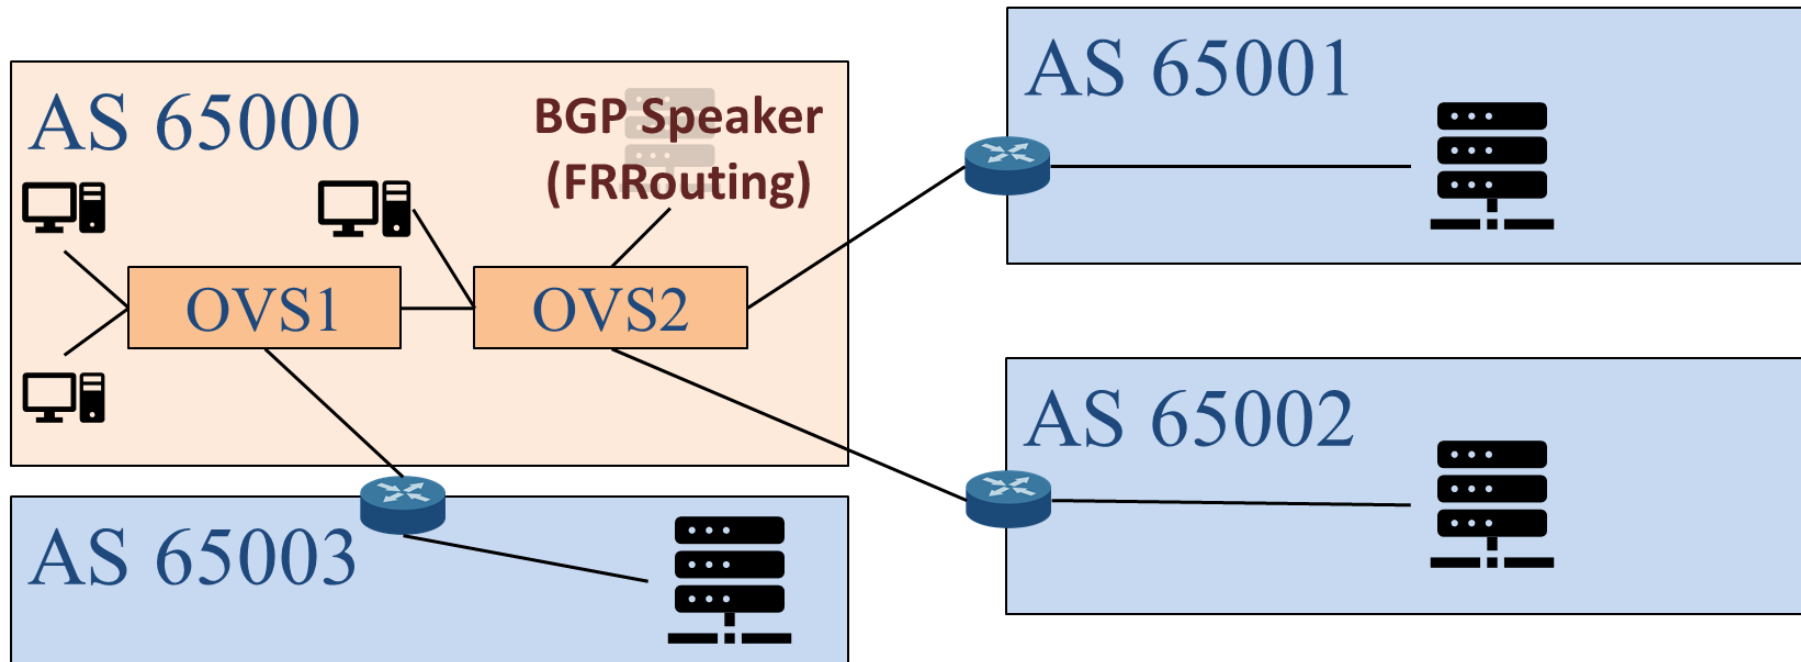 AS 65000
BGP Speaker
(FRRouting)
OVS1
OVS2
AS 65001
AS 65002
AS 65003